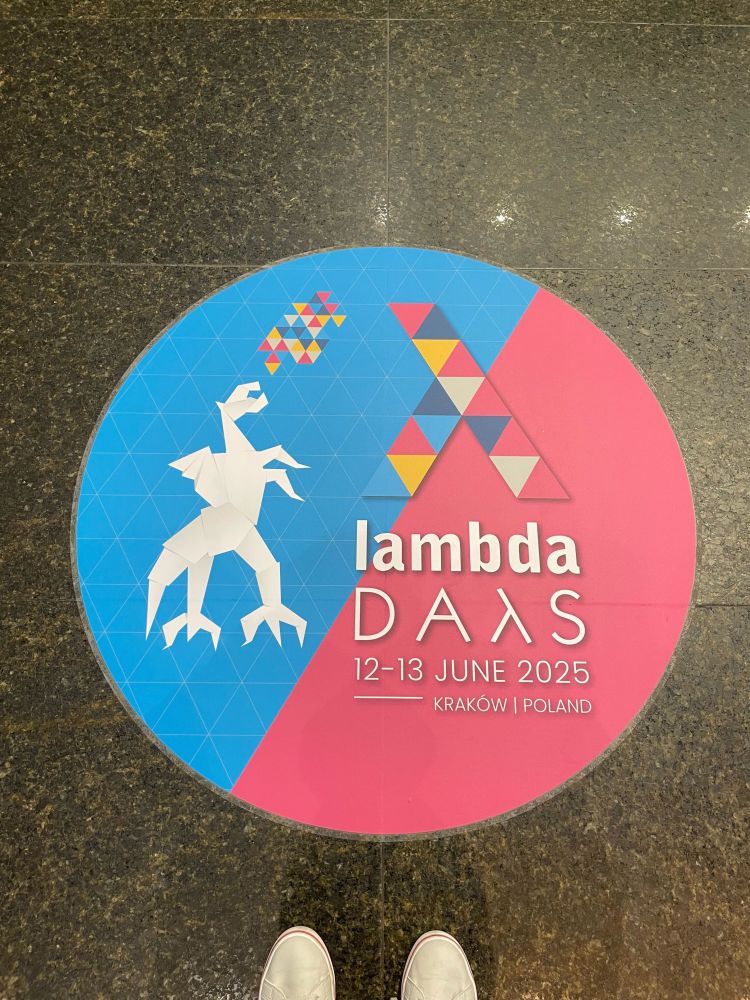 lambda
DAλS
12-13 JUNE 2025
KRAKÓW | POLAND